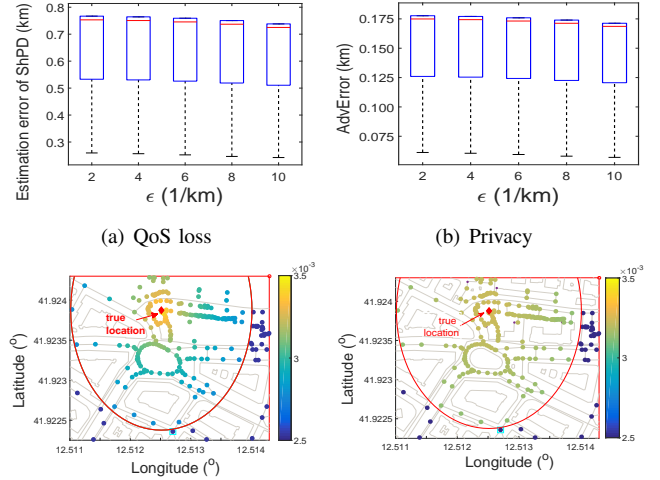 Estimation error of ShPD (km)
0.7
0.6
0.5
0.4
0.3
2 4 6 8 10
ϵ (1/km)
(a) QoS loss
AdvError (km)
0.175
0.150
0.125
0.100
0.075
2 4 6 8 10
ϵ (1/km)
(b) Privacy
Latitude (°)
41.924
41.9235
41.923
41.9225
true
location
12.511 12.512 12.513 12.514
Longitude (°)
×10⁻³
3.5
3
2.5
Latitude (°)
41.924
41.9235
41.923
41.9225
true
location
12.511 12.512 12.513 12.514
Longitude (°)
×10⁻³
3.5
3
2.5